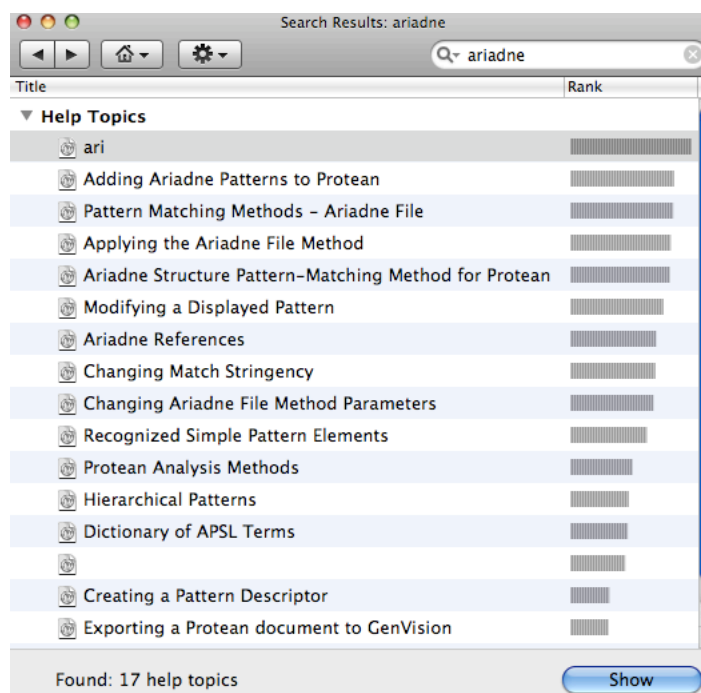 Search Results: ariadne
ariadne
Title Rank
Help Topics
ari
Adding Ariadne Patterns to Protean
Pattern Matching Methods – Ariadne File
Applying the Ariadne File Method
Ariadne Structure Pattern-Matching Method for Protean
Modifying a Displayed Pattern
Ariadne References
Changing Match Stringency
Changing Ariadne File Method Parameters
Recognized Simple Pattern Elements
Protean Analysis Methods
Hierarchical Patterns
Dictionary of APSL Terms
Creating a Pattern Descriptor
Exporting a Protean document to GenVision
Found: 17 help topics Show